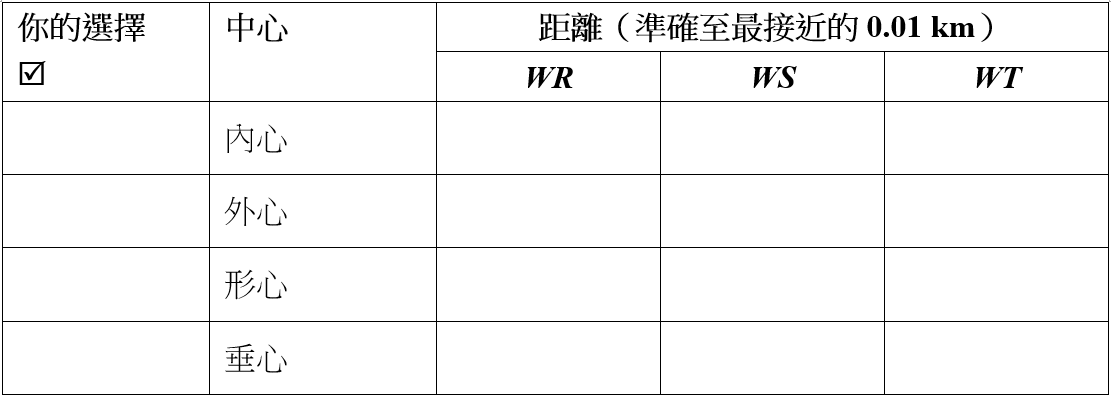 你的選擇 中心 距離（準確至最接近的 0.01 km）
☑ WR WS WT
內心
外心
形心
垂心